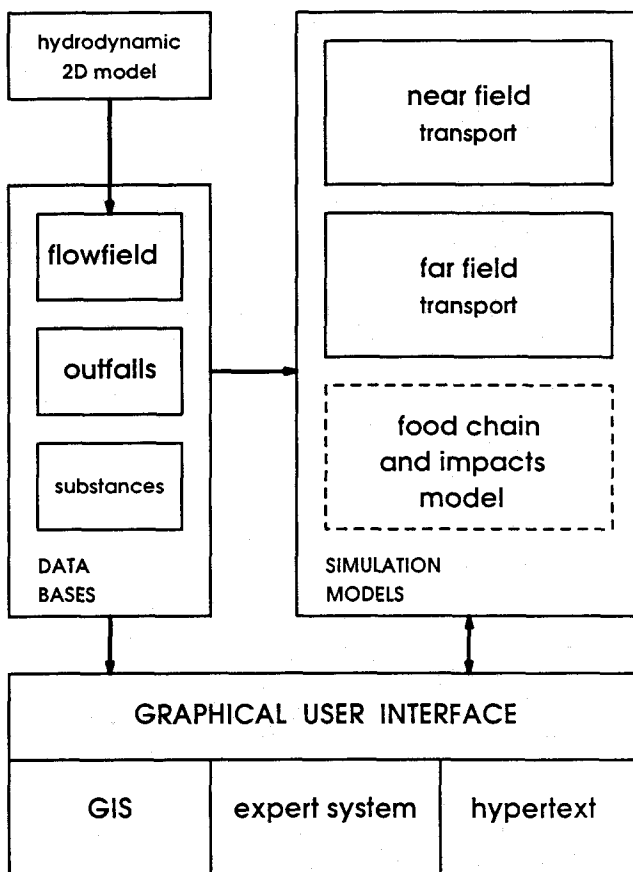 hydrodynamic
2D model
flowfield
outfalls
substances
DATA
BASES
near field
transport
far field
transport
food chain
and impacts
model
SIMULATION
MODELS
GRAPHICAL USER INTERFACE
GIS
expert system
hypertext